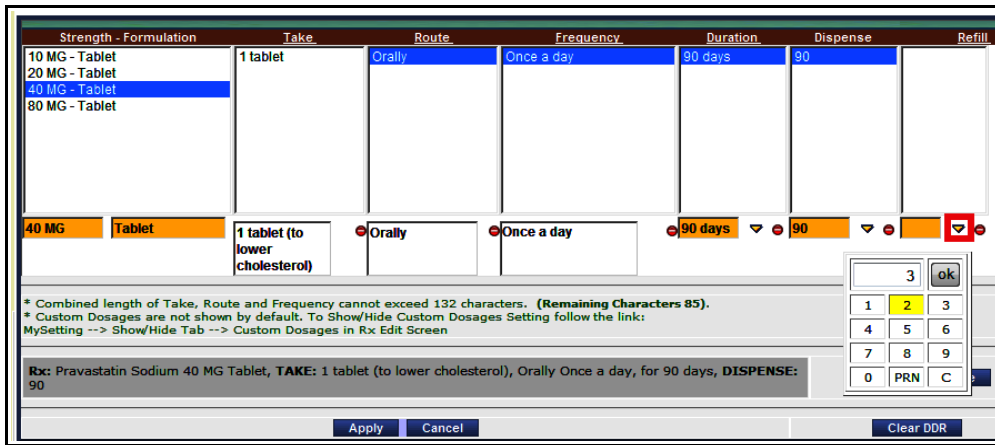 Strength - Formulation Take Route Frequency Duration Dispense Refill
10 MG - Tablet 1 tablet Orally Once a day 90 days 90
20 MG - Tablet
40 MG - Tablet
80 MG - Tablet
40 MG Tablet 1 tablet (to lower cholesterol) Orally Once a day 90 days 90
3 ok
1 2 3
4 5 6
7 8 9
0 PRN C
* Combined length of Take, Route and Frequency cannot exceed 132 characters. (Remaining Characters 85).
* Custom Dosages are not shown by default. To Show/Hide Custom Dosages Setting follow the link:
MySetting --> Show/Hide Tab --> Custom Dosages in Rx Edit Screen
Rx: Pravastatin Sodium 40 MG Tablet, TAKE: 1 tablet (to lower cholesterol), Orally Once a day, for 90 days, DISPENSE:
90
Apply Cancel Clear DDR